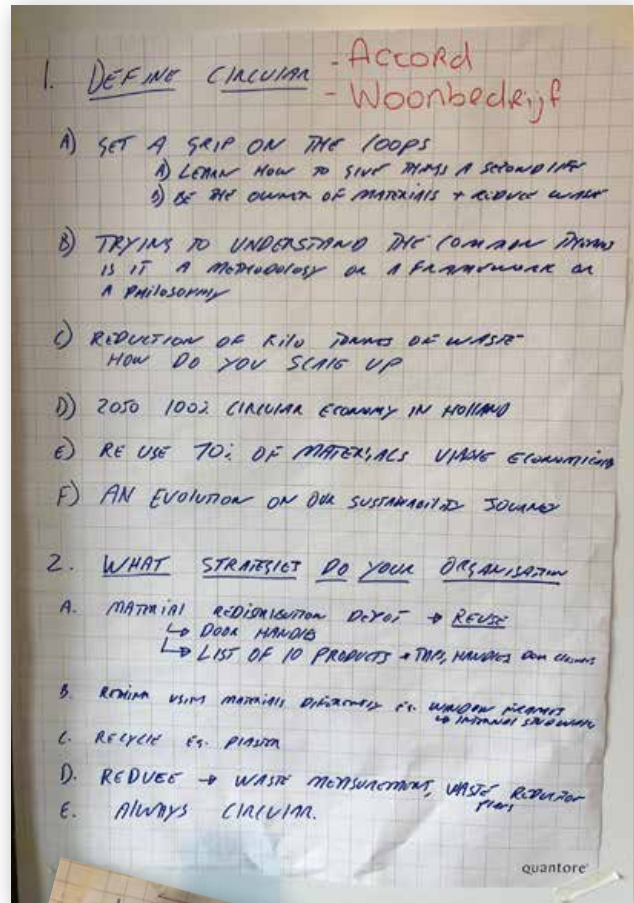 1. DEFINE CIRCULAR - Accord
- Woonbedrijf
A) GET A GRIP ON THE LOOPS
A) LEARN HOW TO GIVE THINGS A SECOND LIFE
B) BE THE OWNER OF MATERIALS + REDUCE WASTE
B) TRYING TO UNDERSTAND THE COMMON
IS IT A METHODOLOGY OR A FRAMEWORK OR
A PHILOSOPHY
C) REDUCTION OF KILO TONNES OF WASTE
HOW DO YOU SCALE UP
D) 2050 100% CIRCULAR ECONOMY IN HOLLAND
E) RE USE 70% OF MATERIALS
F) AN EVOLUTION ON OUR SUSTAINABILITY JOURNEY
2. WHAT STRATEGIES DO YOUR ORGANISATION
A. MATERIAL REDISTRIBUTION DEPOT → REUSE
↳ DOOR HANDLES
↳ LIST OF 10 PRODUCTS → TAPS, HANDLES DOOR CLOSERS
B. RETHINK USING MATERIALS DIFFERENTLY EG. WINDOW FRAMES
↳ INTERNAL
C. RECYCLE EG. PLASTER
D. REDUCE → WASTE MEASUREMENT, WASTE REDUCTION
PLANS
E. ALWAYS CIRCULAR.
quantore